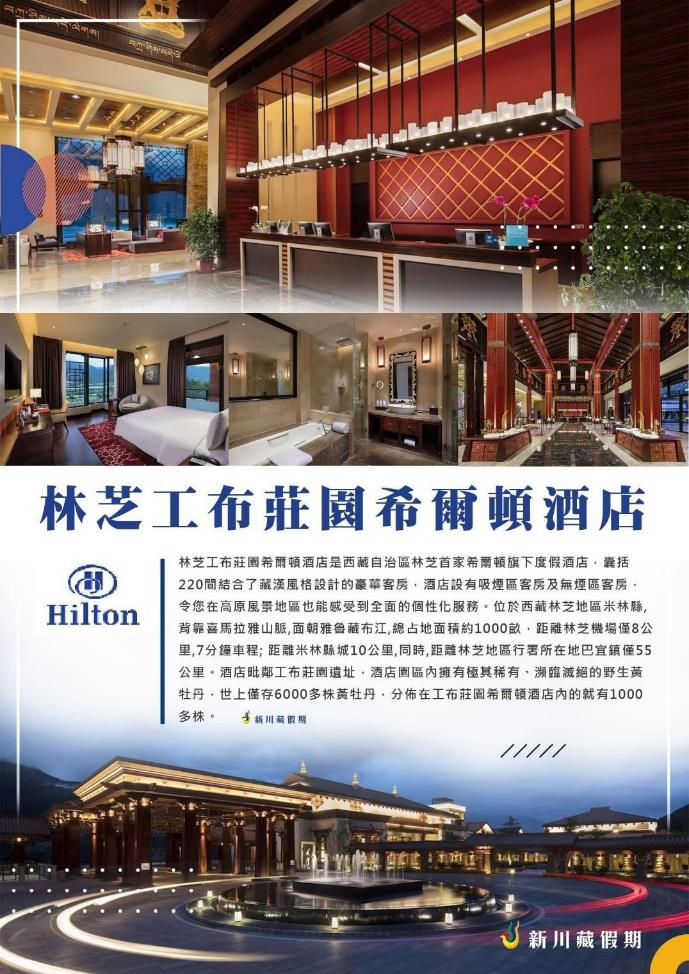 林芝工布莊園希爾頓酒店
Hilton
林芝工布莊園希爾頓酒店是西藏自治區林芝首家希爾頓旗下度假酒店，囊括
220間結合了藏漢風格設計的豪華客房，酒店設有吸煙區客房及無煙區客房，
令您在高原風景地區也能感受到全面的個性化服務。位於西藏林芝地區米林縣，
背靠喜馬拉雅山脈,面朝雅魯藏布江,總占地面積約1000畝，距離林芝機場僅8公
里,7分鐘車程; 距離米林縣城10公里,同時,距離林芝地區行署所在地巴宜鎮僅55
公里。酒店毗鄰工布莊園遺址，酒店園區內擁有極其稀有、瀕臨滅絕的野生黃
牡丹，世上僅存6000多株黃牡丹，分佈在工布莊園希爾頓酒店內的就有1000
多株。
新川藏假期
新川藏假期